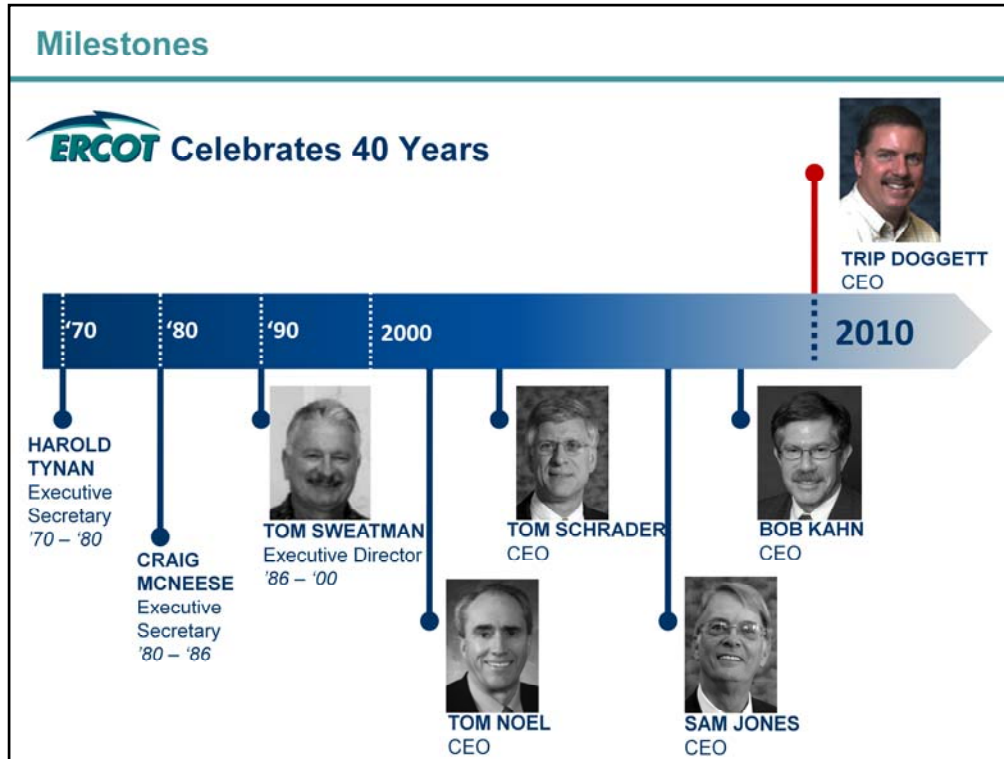 Milestones
ERCOT Celebrates 40 Years
TRIP DOGGETT
CEO
‘70
‘80
‘90
2000
2010
HAROLD
TYNAN
Executive
Secretary
'70 – ‘80
CRAIG
MCNEESE
Executive
Secretary
'80 – ‘86
TOM SWEATMAN
Executive Director
'86 – ‘00
TOM NOEL
CEO
TOM SCHRADER
CEO
SAM JONES
CEO
BOB KAHN
CEO